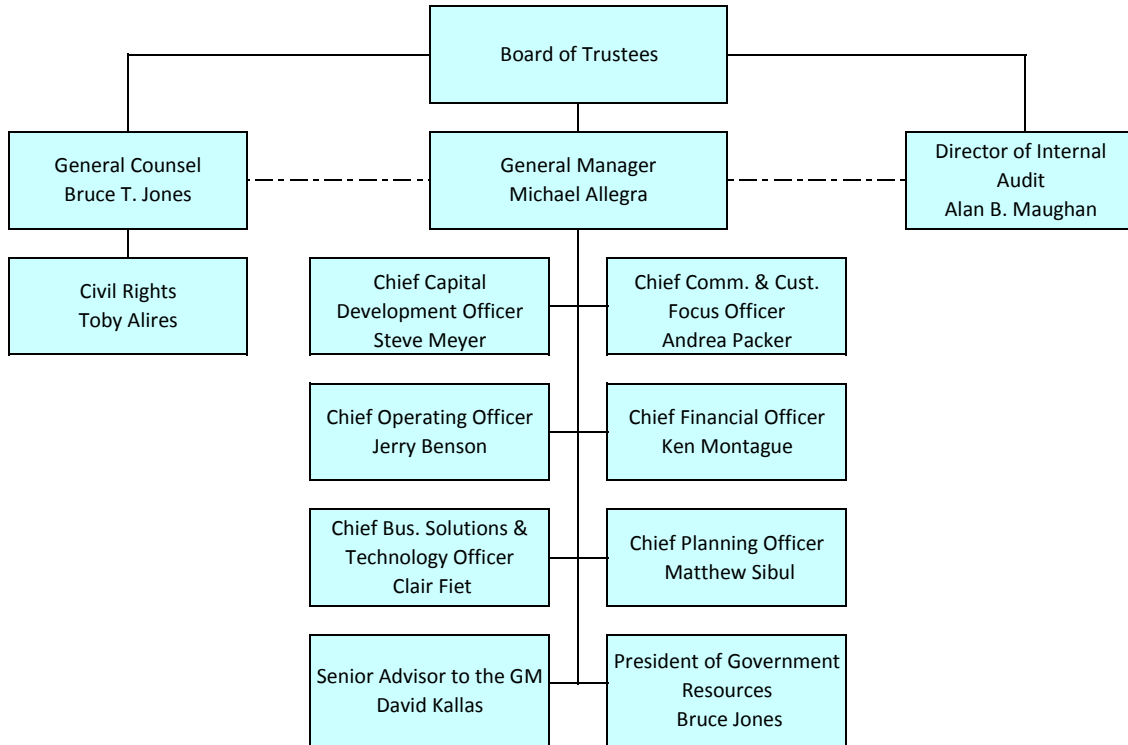 Board of Trustees
General Counsel
Bruce T. Jones
General Manager
Michael Allegra
Director of Internal
Audit
Alan B. Maughan
Civil Rights
Toby Alires
Chief Capital
Development Officer
Steve Meyer
Chief Comm. & Cust.
Focus Officer
Andrea Packer
Chief Operating Officer
Jerry Benson
Chief Financial Officer
Ken Montague
Chief Bus. Solutions &
Technology Officer
Clair Fiet
Chief Planning Officer
Matthew Sibul
Senior Advisor to the GM
David Kallas
President of Government
Resources
Bruce Jones